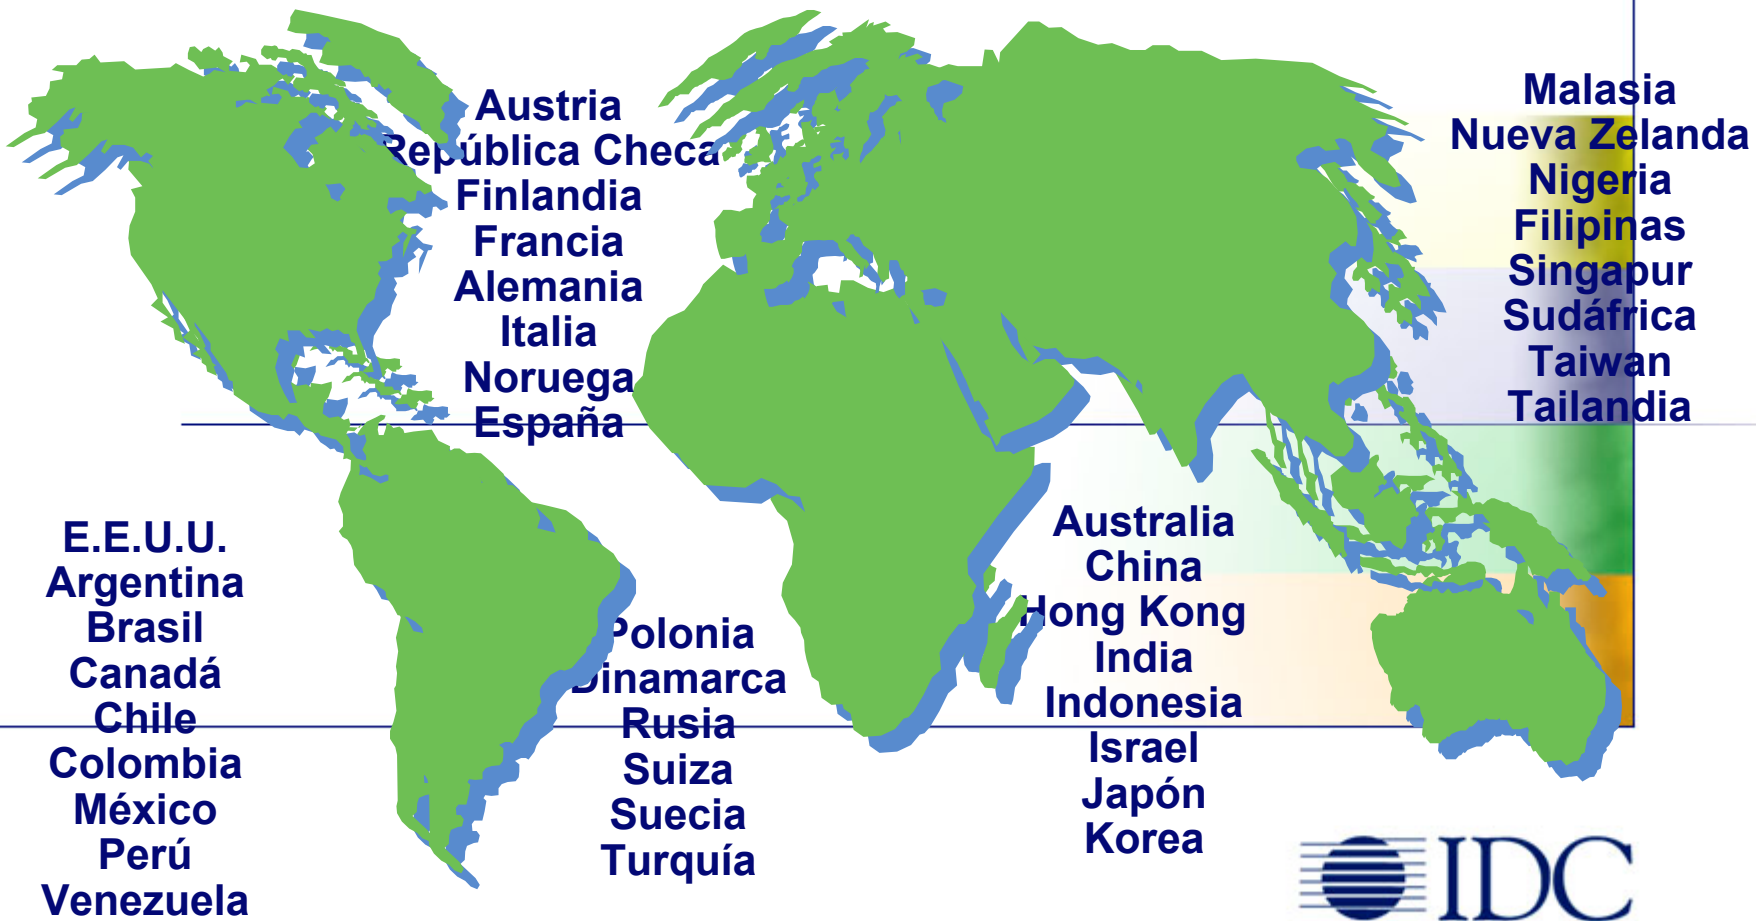 Austria
República Checa
Finlandia
Francia
Alemania
Italia
Noruega
España
Malasia
Nueva Zelanda
Nigeria
Filipinas
Singapur
Sudáfrica
Taiwan
Tailandia
E.E.U.U.
Argentina
Brasil
Canadá
Chile
Colombia
México
Perú
Venezuela
Polonia
Dinamarca
Rusia
Suiza
Suecia
Turquía
Australia
China
Hong Kong
India
Indonesia
Israel
Japón
Korea
IDC